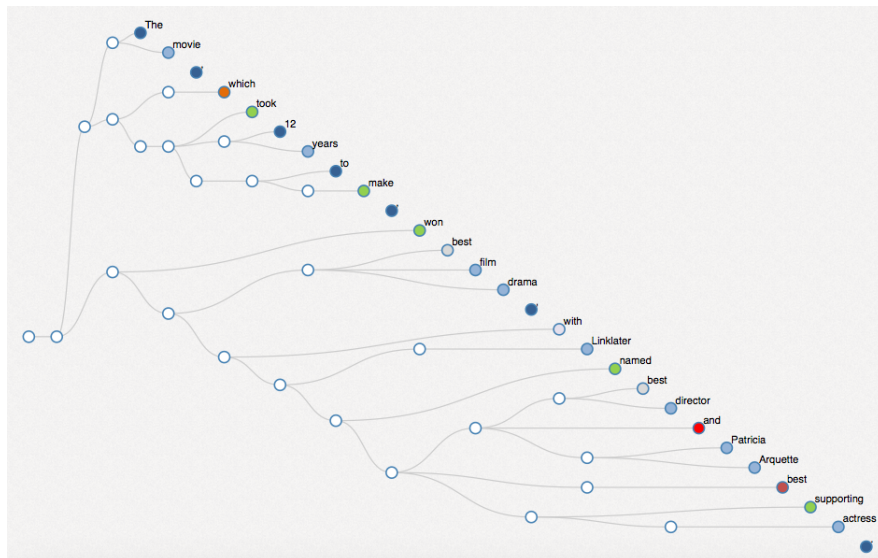 The
movie
which
took
12
years
to
make
won
best
film
drama
with
Linklater
named
best
director
and
Patricia
Arquette
best
supporting
actress